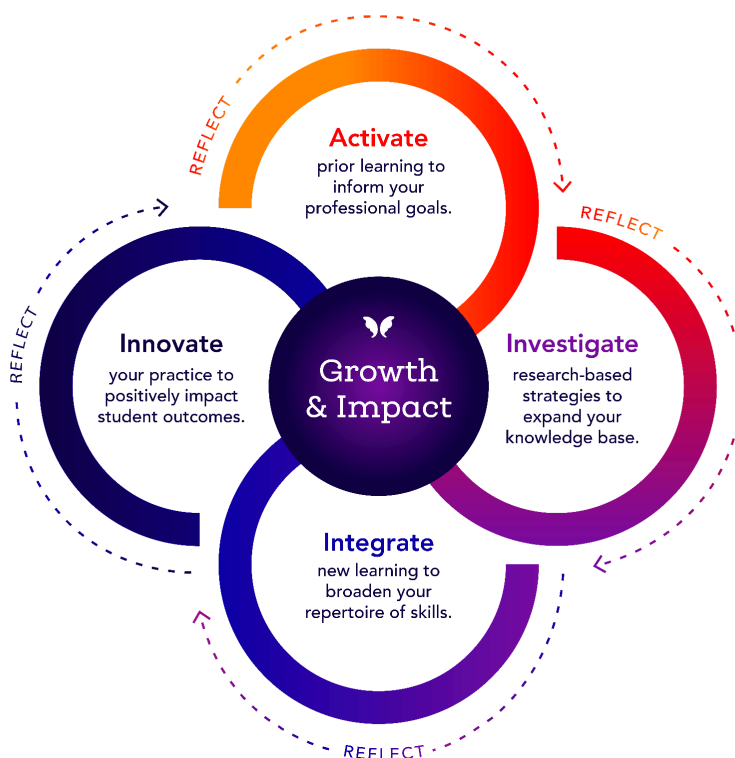 REFLECT
Activate
prior learning to
inform your
professional goals.
REFLECT
Investigate
research-based
strategies to
expand your
knowledge base.
REFLECT
Integrate
new learning to
broaden your
repertoire of skills.
REFLECT
Innovate
your practice to
positively impact
student outcomes.
Growth
& Impact